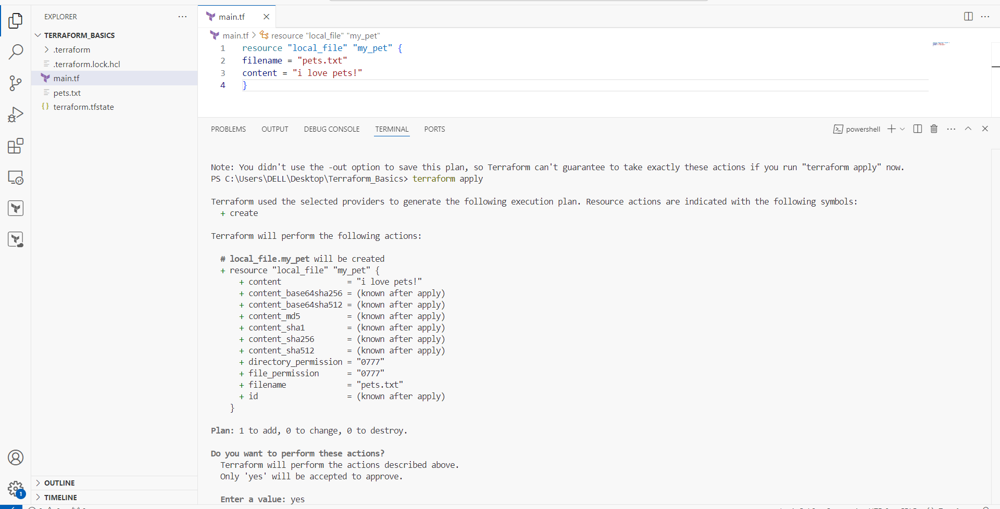 EXPLORER
TERRAFORM_BASICS
.terraform
.terraform.lock.hcl
main.tf
pets.txt
terraform.tfstate
OUTLINE
TIMELINE
1
main.tf
main.tf > resource "local_file" "my_pet"
1 resource "local_file" "my_pet" {
2 filename = "pets.txt"
3 content = "i love pets!"
4 }
PROBLEMS OUTPUT DEBUG CONSOLE TERMINAL PORTS
powershell
Note: You didn't use the -out option to save this plan, so Terraform can't guarantee to take exactly these actions if you run "terraform apply" now.
PS C:\Users\DELL\Desktop\Terraform_Basics> terraform apply
Terraform used the selected providers to generate the following execution plan. Resource actions are indicated with the following symbols:
+ create
Terraform will perform the following actions:
# local_file.my_pet will be created
+ resource "local_file" "my_pet" {
+ content = "i love pets!"
+ content_base64sha256 = (known after apply)
+ content_base64sha512 = (known after apply)
+ content_md5 = (known after apply)
+ content_sha1 = (known after apply)
+ content_sha256 = (known after apply)
+ content_sha512 = (known after apply)
+ directory_permission = "0777"
+ file_permission = "0777"
+ filename = "pets.txt"
+ id = (known after apply)
}
Plan: 1 to add, 0 to change, 0 to destroy.
Do you want to perform these actions?
Terraform will perform the actions described above.
Only 'yes' will be accepted to approve.
Enter a value: yes